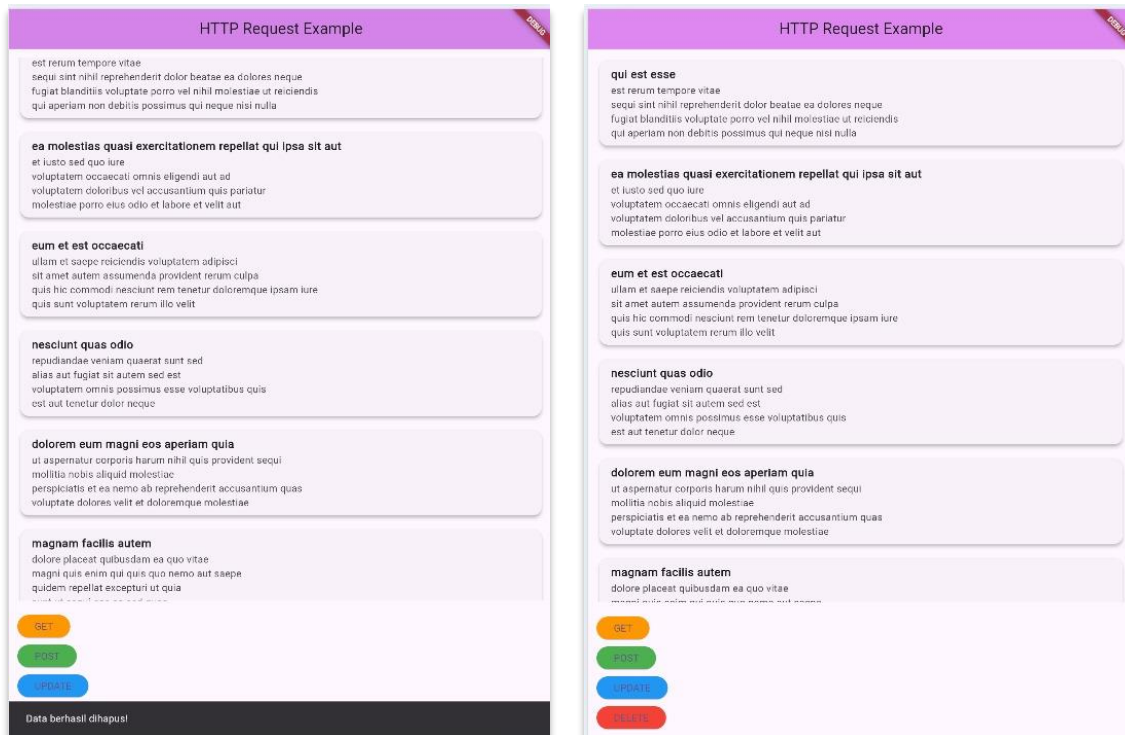 HTTP Request Example
DEBUG
est rerum tempore vitae
sequi sint nihil reprehenderit dolor beatae ea dolores neque
fugiat blanditiis voluptate porro vel nihil molestiae ut reiciendis
qui aperiam non debitis possimus qui neque nisi nulla
ea molestias quasi exercitationem repellat qui ipsa sit aut
et iusto sed quo iure
voluptatem occaecati omnis eligendi aut ad
voluptatem doloribus vel accusantium quis pariatur
molestiae porro eius odio et labore et velit aut
eum et est occaecati
ullam et saepe reiciendis voluptatem adipisci
sit amet autem assumenda provident rerum culpa
quis hic commodi nesciunt rem tenetur doloremque ipsam iure
quis sunt voluptatem rerum illo velit
nesciunt quas odio
repudiandae veniam quaerat sunt sed
alias aut fugiat sit autem sed est
voluptatem omnis possimus esse voluptatibus quis
est aut tenetur dolor neque
dolorem eum magni eos aperiam quia
ut aspernatur corporis harum nihil quis provident sequi
mollitia nobis aliquid molestiae
perspiciatis et ea nemo ab reprehenderit accusantium quas
voluptate dolores velit et doloremque molestiae
magnam facilis autem
dolore placeat quibusdam ea quo vitae
magni quis enim qui quis quo nemo aut saepe
quidem repellat excepturi ut quia
GET
POST
UPDATE
Data berhasil dihapus!
HTTP Request Example
DEBUG
qui est esse
est rerum tempore vitae
sequi sint nihil reprehenderit dolor beatae ea dolores neque
fugiat blanditiis voluptate porro vel nihil molestiae ut reiciendis
qui aperiam non debitis possimus qui neque nisi nulla
ea molestias quasi exercitationem repellat qui ipsa sit aut
et iusto sed quo iure
voluptatem occaecati omnis eligendi aut ad
voluptatem doloribus vel accusantium quis pariatur
molestiae porro eius odio et labore et velit aut
eum et est occaecati
ullam et saepe reiciendis voluptatem adipisci
sit amet autem assumenda provident rerum culpa
quis hic commodi nesciunt rem tenetur doloremque ipsam iure
quis sunt voluptatem rerum illo velit
nesciunt quas odio
repudiandae veniam quaerat sunt sed
alias aut fugiat sit autem sed est
voluptatem omnis possimus esse voluptatibus quis
est aut tenetur dolor neque
dolorem eum magni eos aperiam quia
ut aspernatur corporis harum nihil quis provident sequi
mollitia nobis aliquid molestiae
perspiciatis et ea nemo ab reprehenderit accusantium quas
voluptate dolores velit et doloremque molestiae
magnam facilis autem
dolore placeat quibusdam ea quo vitae
GET
POST
UPDATE
DELETE